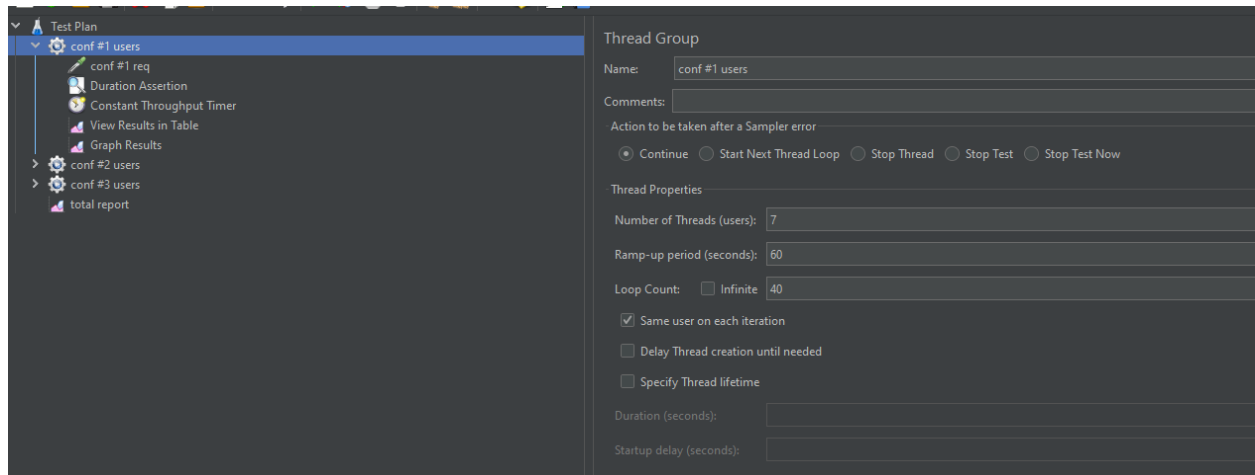 Test Plan
conf #1 users
conf #1 req
Duration Assertion
Constant Throughput Timer
View Results in Table
Graph Results
conf #2 users
conf #3 users
total report
Thread Group
Name: conf #1 users
Comments:
Action to be taken after a Sampler error
Continue Start Next Thread Loop Stop Thread Stop Test Stop Test Now
Thread Properties
Number of Threads (users): 7
Ramp-up period (seconds): 60
Loop Count: Infinite 40
Same user on each iteration
Delay Thread creation until needed
Specify Thread lifetime
Duration (seconds):
Startup delay (seconds):